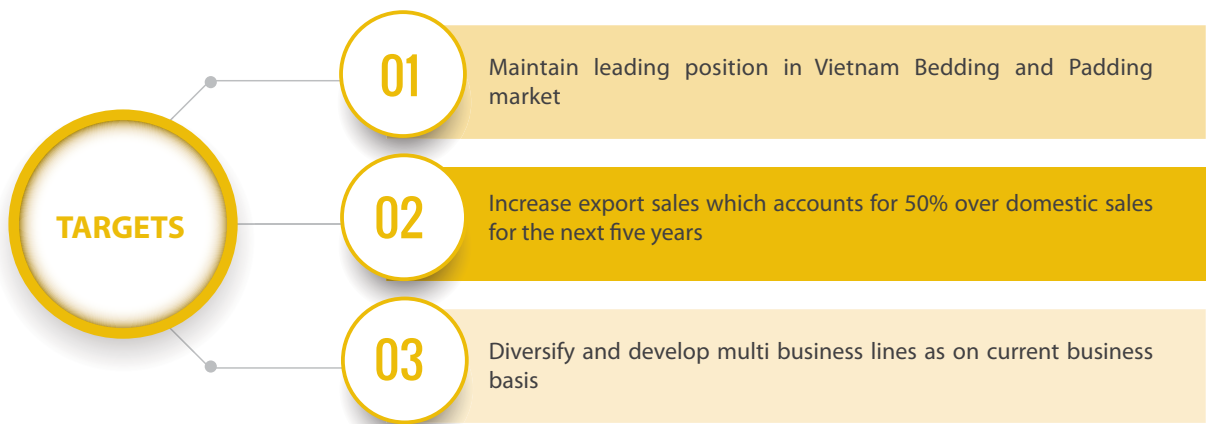 TARGETS
01
Maintain leading position in Vietnam Bedding and Padding
market
02
Increase export sales which accounts for 50% over domestic sales
for the next five years
03
Diversify and develop multi business lines as on current business
basis